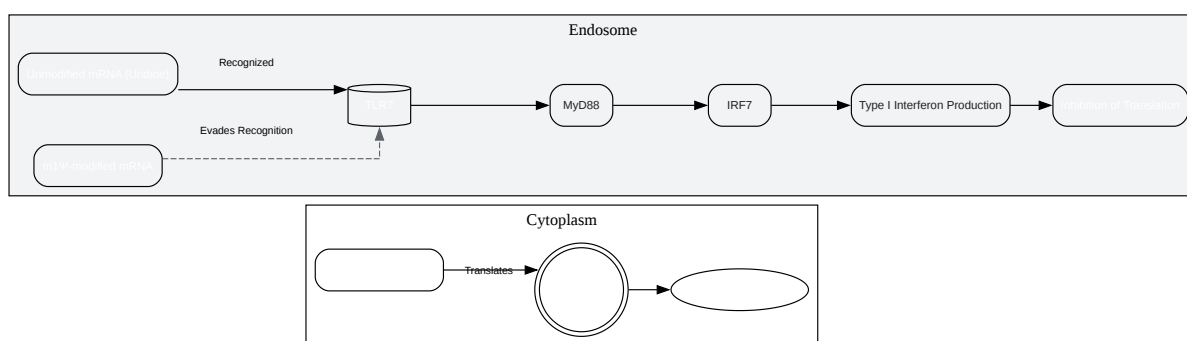 Endosome
Unmodified mRNA (Uridine)
Recognized
TLR7
MyD88
IRF7
Type I Interferon Production
Inhibition of Translation
Evades Recognition
m1Ψ-modified mRNA
Cytoplasm
Translates